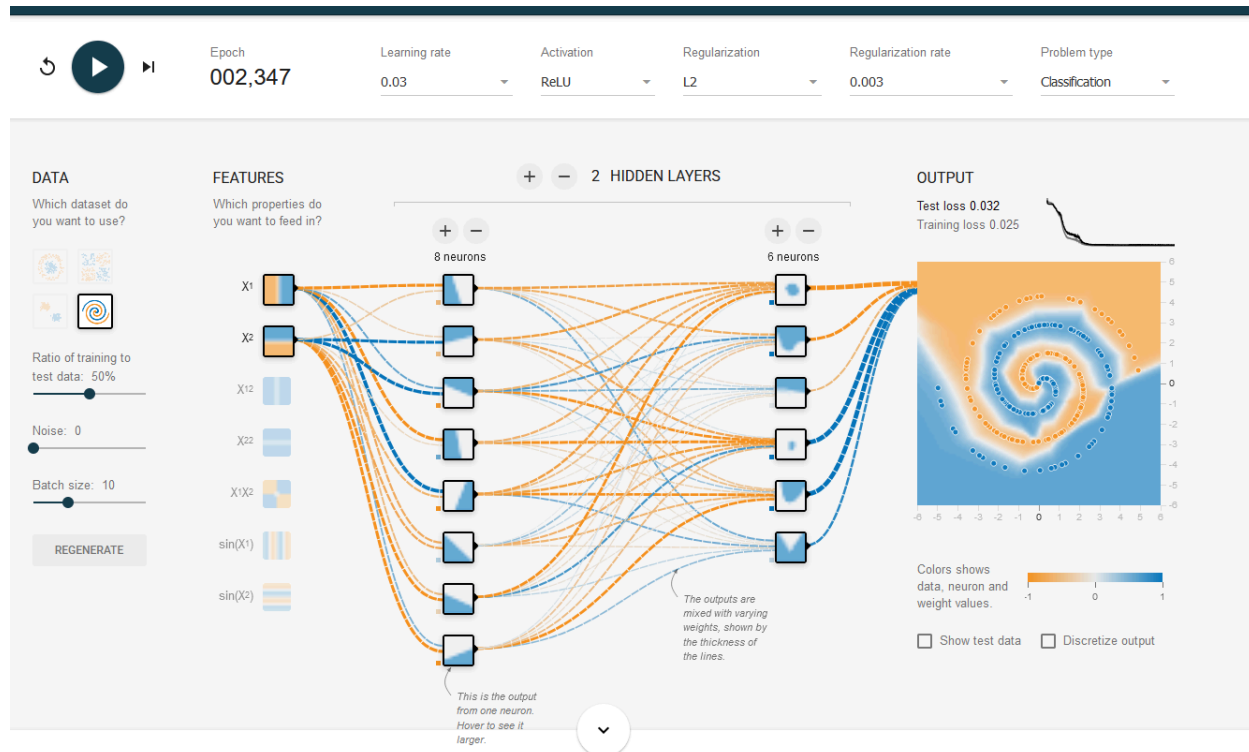 Epoch
002,347
Learning rate
0.03
Activation
ReLU
Regularization
L2
Regularization rate
0.003
Problem type
Classification
DATA
Which dataset do
you want to use?
Ratio of training to
test data: 50%
Noise: 0
Batch size: 10
REGENERATE
FEATURES
Which properties do
you want to feed in?
X1
X2
X12
X22
X1X2
sin(X1)
sin(X2)
+ − 2 HIDDEN LAYERS
+ −
8 neurons
+ −
6 neurons
The outputs are
mixed with varying
weights, shown by
the thickness of
the lines.
This is the output
from one neuron.
Hover to see it
larger.
OUTPUT
Test loss 0.032
Training loss 0.025
6
5
4
3
2
1
0
-1
-2
-3
-4
-5
-6
-6 -5 -4 -3 -2 -1 0 1 2 3 4 5 6
Colors shows
data, neuron and
weight values.
-1 0 1
Show test data
Discretize output